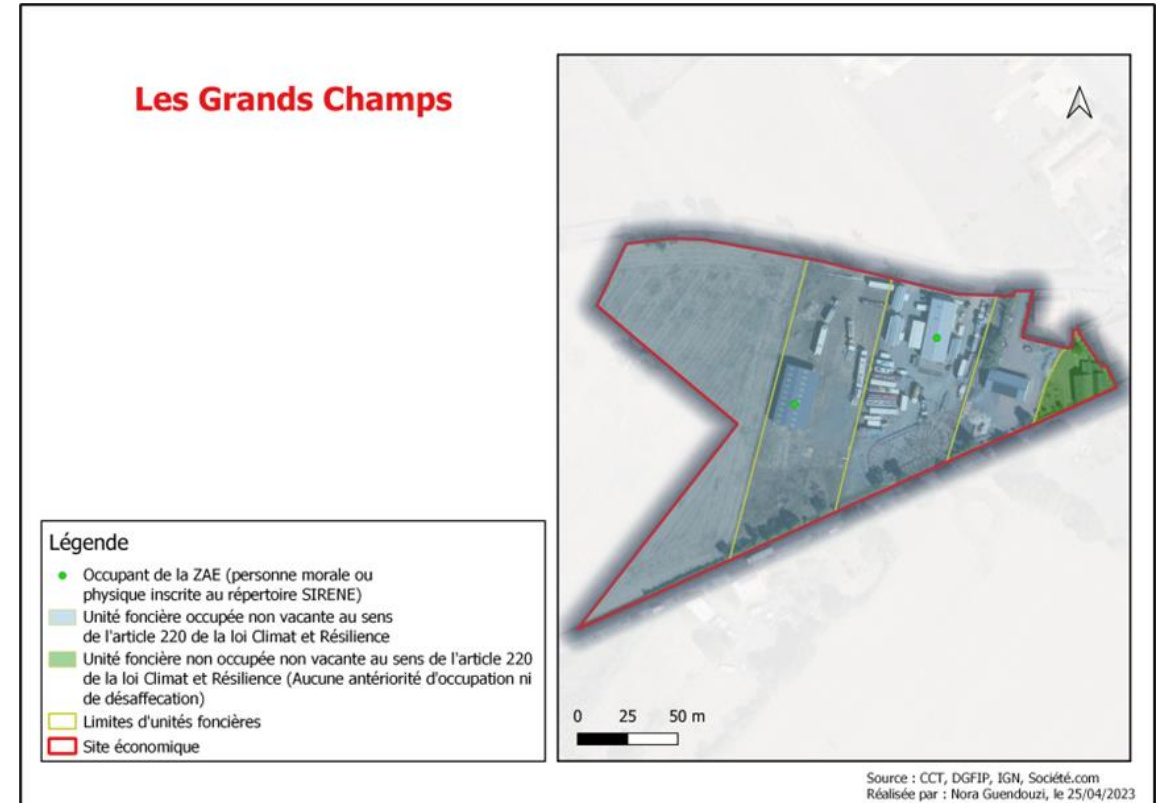 Les Grands Champs
Légende
Occupant de la ZAE (personne morale ou
physique inscrite au répertoire SIRENE)
Unité foncière occupée non vacante au sens
de l'article 220 de la loi Climat et Résilience
Unité foncière non occupée non vacante au sens de l'article 220
de la loi Climat et Résilience (Aucune antériorité d'occupation ni
de désaffecation)
Limites d'unités foncières
Site économique
0 25 50 m
Source : CCT, DGFIP, IGN, Société.com
Réalisée par : Nora Guendouzi, le 25/04/2023